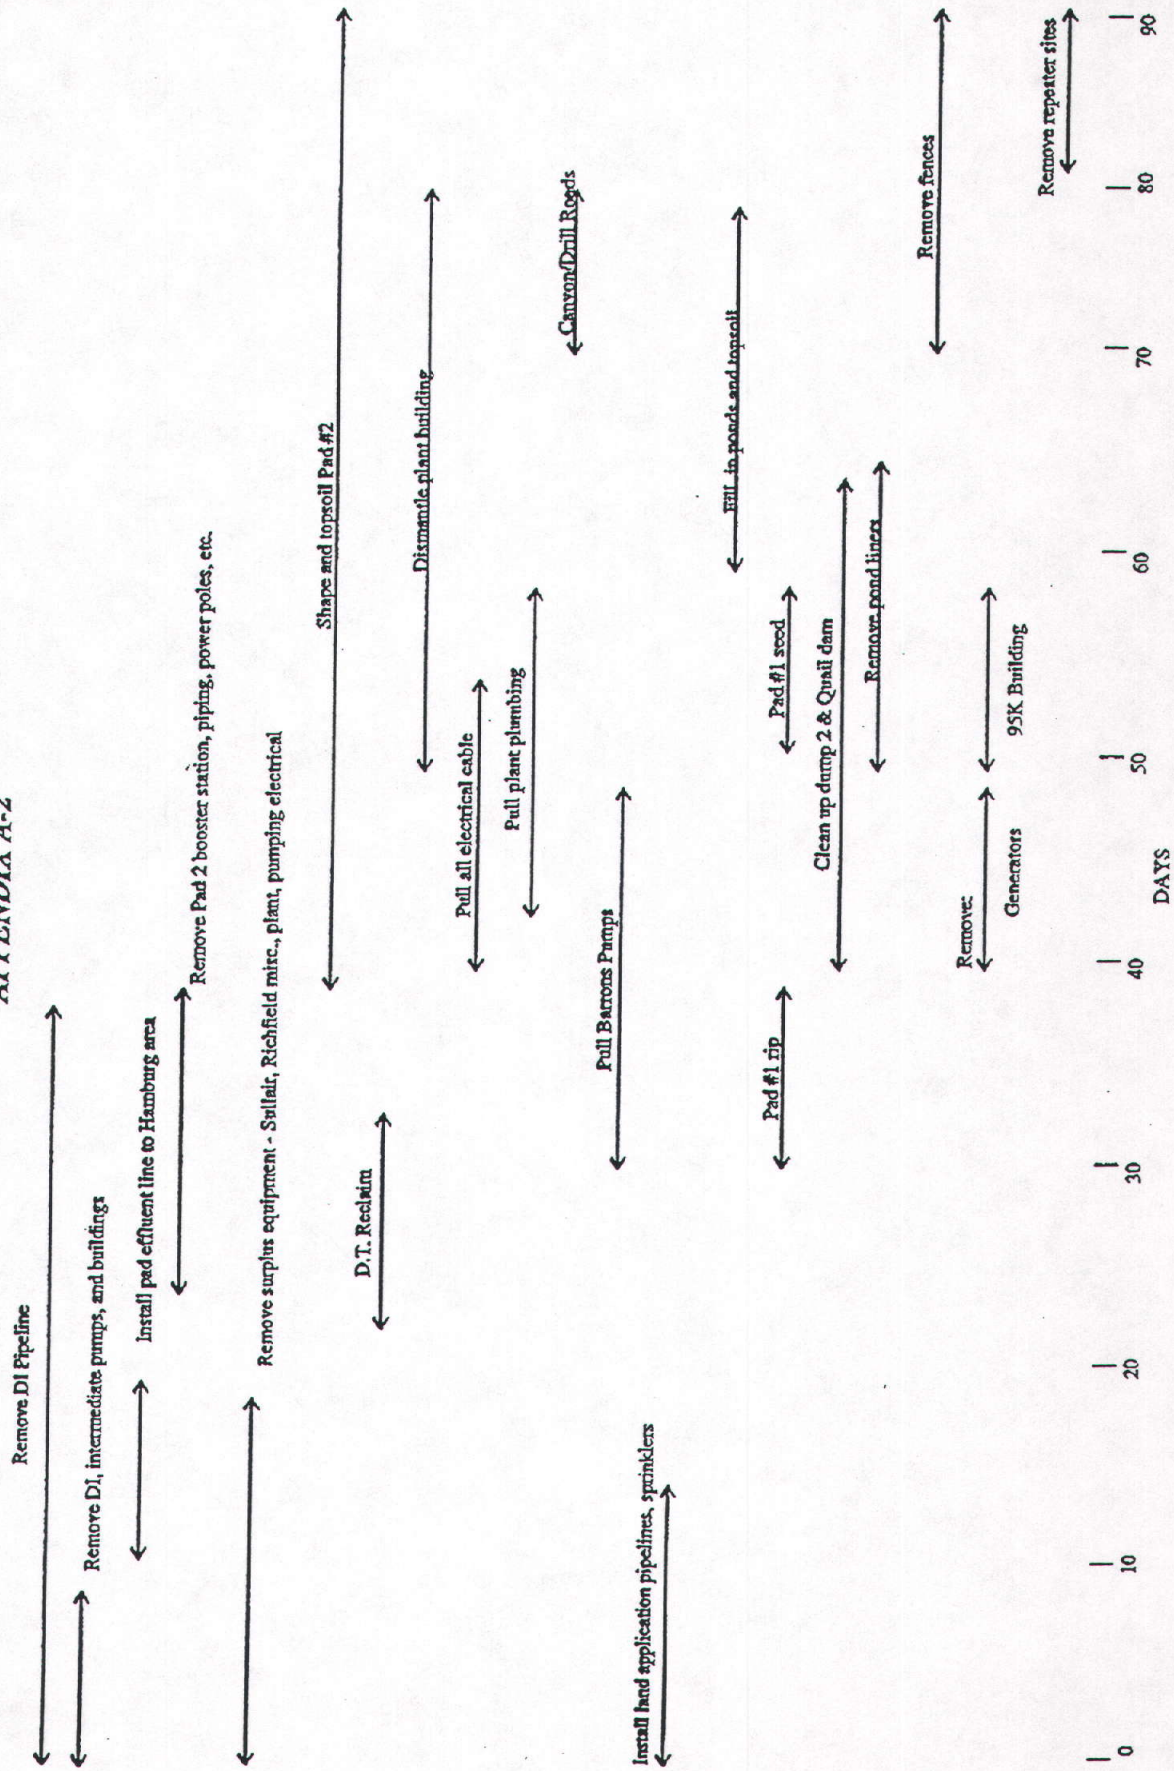 APPENDIX A-2
Remove DI Pipeline
Remove DI, intermediate pumps, and buildings
Install pad effluent line to Hamburg area
Remove Pad 2 booster station, piping, power poles, etc.
Remove surplus equipment - Sullair, Richfield misc., plant, pumping electrical
Shape and topsoil Pad #2
D.T. Reclaim
Dismantle plant building
Pull all electrical cable
Pull plant plumbing
Canyon/Drill Roads
Pull Barrons Pumps
Install land application pipelines, sprinklers
Fill in ponds and topsoil
Pad #1 rip
Pad #1 seed
Clean up dump 2 & Quail dam
Remove pond liners
Remove fences
Remove:
Generators
95K Building
Remove repeater sites
0 10 20 30 40 50 60 70 80 90
DAYS